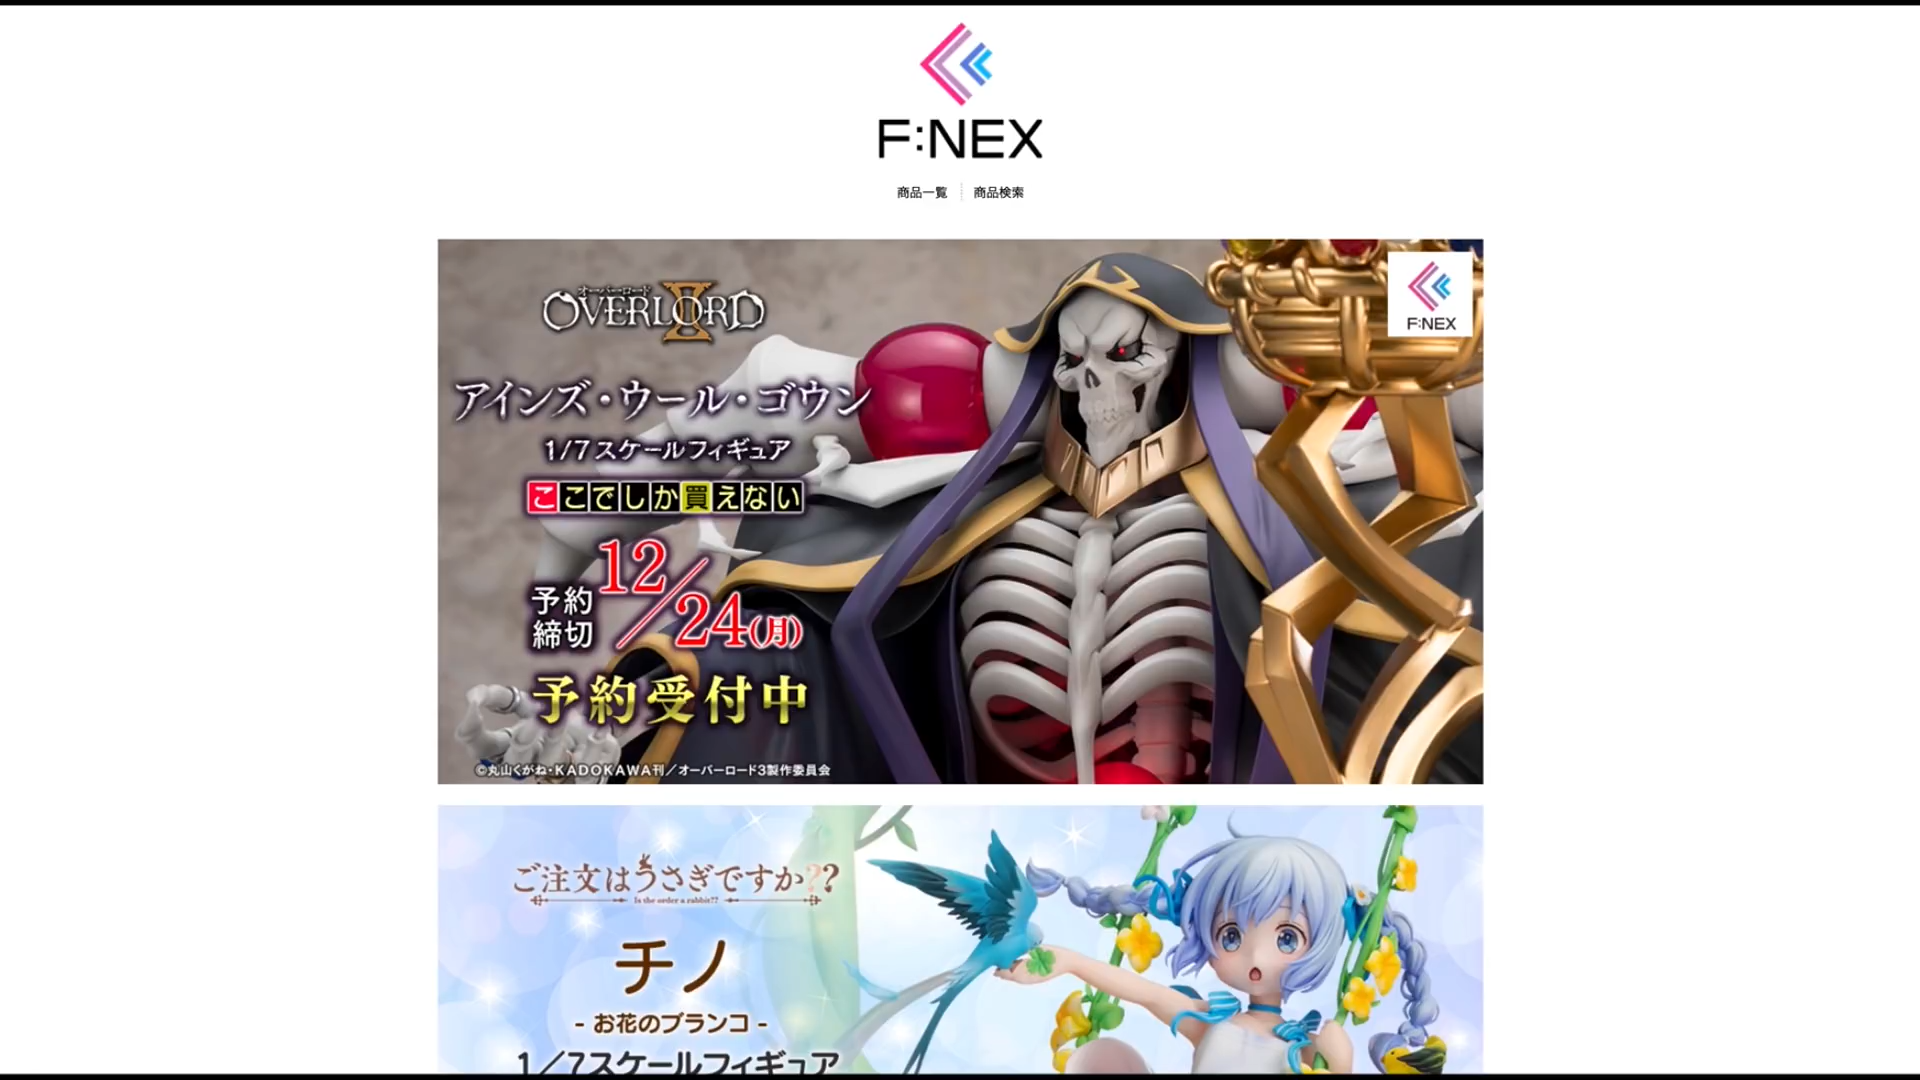 F:NEX
商品一覧 商品検索
オーバーロード
OVERLORD III
F:NEX
アインズ・ウール・ゴウン
1/7スケールフィギュア
ここでしか買えない
予約締切 12/24(月)
予約受付中
©丸山くがね・KADOKAWA刊／オーバーロード3製作委員会
ご注文はうさぎですか??
Is the order a rabbit??
チノ
- お花のブランコ -
1/7スケールフィギュア